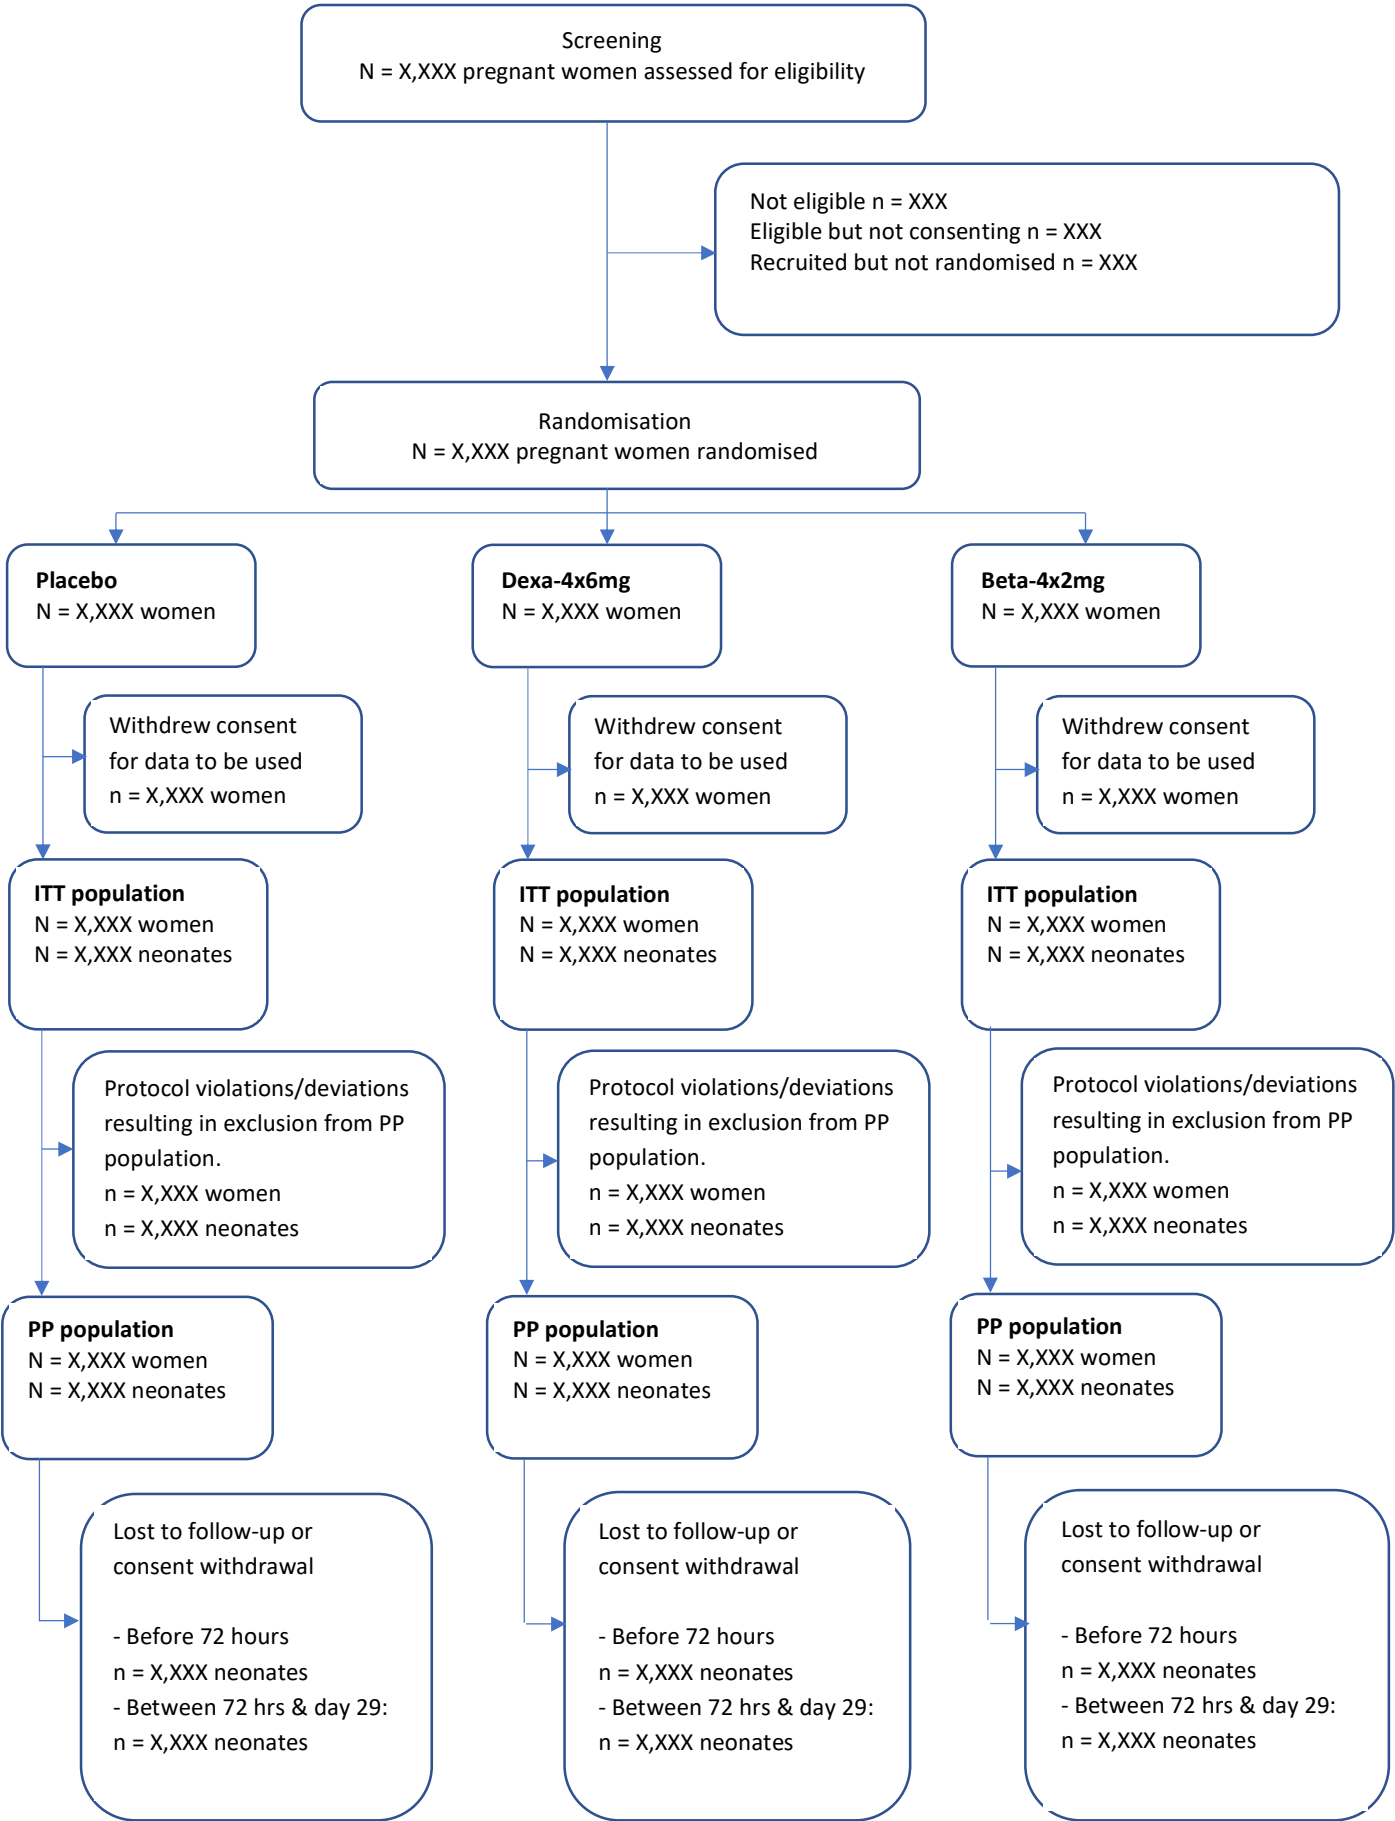 Screening
N = X,XXX pregnant women assessed for eligibility
Not eligible n = XXX
Eligible but not consenting n = XXX
Recruited but not randomised n = XXX
Randomisation
N = X,XXX pregnant women randomised
Placebo
N = X,XXX women
Dexa-4x6mg
N = X,XXX women
Beta-4x2mg
N = X,XXX women
Withdrew consent
for data to be used
n = X,XXX women
Withdrew consent
for data to be used
n = X,XXX women
Withdrew consent
for data to be used
n = X,XXX women
ITT population
N = X,XXX women
N = X,XXX neonates
ITT population
N = X,XXX women
N = X,XXX neonates
ITT population
N = X,XXX women
N = X,XXX neonates
Protocol violations/deviations
resulting in exclusion from PP
population.
n = X,XXX women
n = X,XXX neonates
Protocol violations/deviations
resulting in exclusion from PP
population.
n = X,XXX women
n = X,XXX neonates
Protocol violations/deviations
resulting in exclusion from PP
population.
n = X,XXX women
n = X,XXX neonates
PP population
N = X,XXX women
N = X,XXX neonates
PP population
N = X,XXX women
N = X,XXX neonates
PP population
N = X,XXX women
N = X,XXX neonates
Lost to follow-up or
consent withdrawal
- Before 72 hours
n = X,XXX neonates
- Between 72 hrs & day 29:
n = X,XXX neonates
Lost to follow-up or
consent withdrawal
- Before 72 hours
n = X,XXX neonates
- Between 72 hrs & day 29:
n = X,XXX neonates
Lost to follow-up or
consent withdrawal
- Before 72 hours
n = X,XXX neonates
- Between 72 hrs & day 29:
n = X,XXX neonates